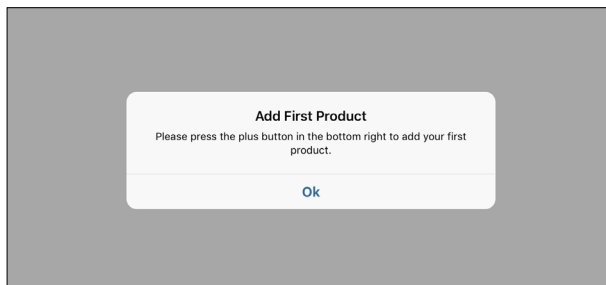 Add First Product
Please press the plus button in the bottom right to add your first
product.
Ok